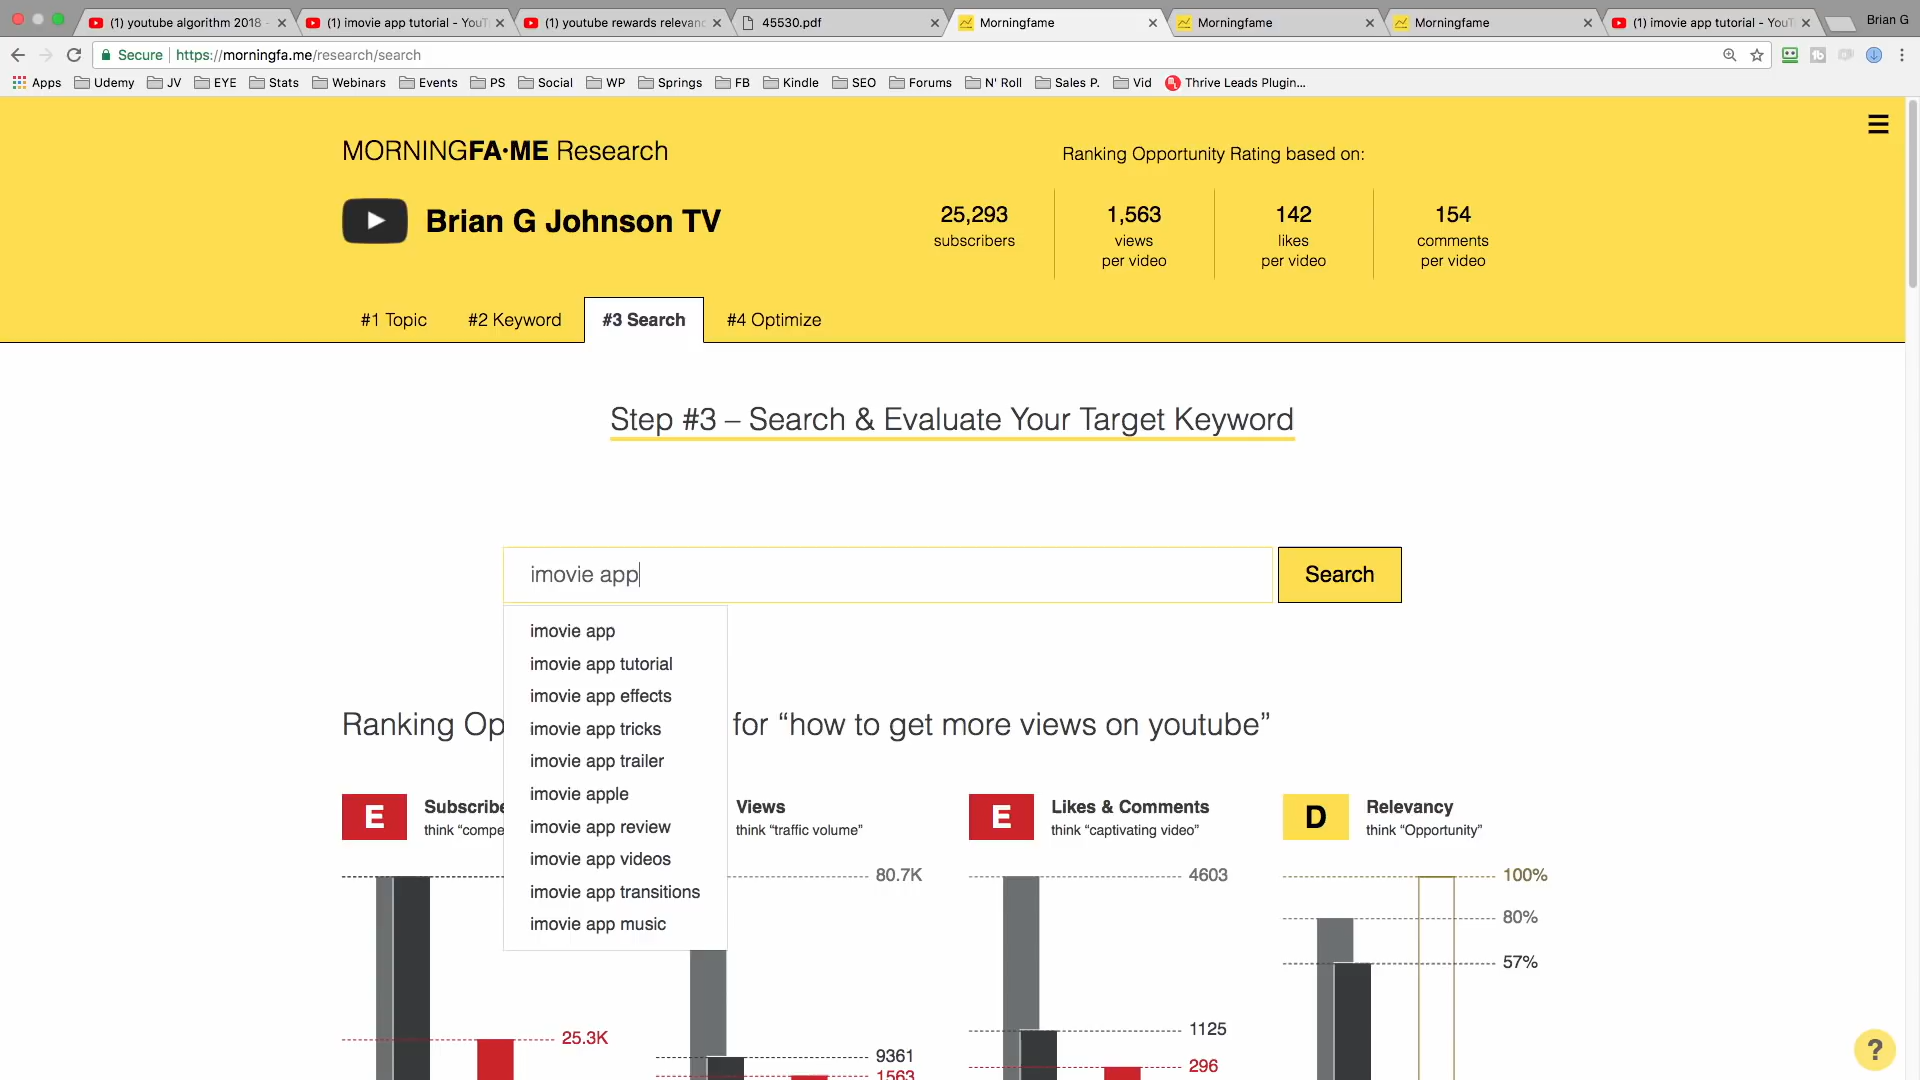 (1) youtube algorithm 2018 -
(1) imovie app tutorial - YouT
(1) youtube rewards relevanc
45530.pdf
Morningfame
Morningfame
Morningfame
(1) imovie app tutorial - YouT
Brian G
Secure
https://morningfa.me/research/search
Apps
Udemy
JV
EYE
Stats
Webinars
Events
PS
Social
WP
Springs
FB
Kindle
SEO
Forums
N' Roll
Sales P.
Vid
Thrive Leads Plugin...
MORNINGFA·ME Research
Ranking Opportunity Rating based on:
Brian G Johnson TV
25,293
subscribers
1,563
views
per video
142
likes
per video
154
comments
per video
#1 Topic
#2 Keyword
#3 Search
#4 Optimize
Step #3 – Search & Evaluate Your Target Keyword
imovie app
Search
imovie app
imovie app tutorial
imovie app effects
imovie app tricks
imovie app trailer
imovie apple
imovie app review
imovie app videos
imovie app transitions
imovie app music
Ranking Op
for “how to get more views on youtube”
E
Subscribe
think “compe
Views
think “traffic volume”
E
Likes & Comments
think “captivating video”
D
Relevancy
think “Opportunity”
25.3K
80.7K
9361
1563
4603
1125
296
100%
80%
57%
?